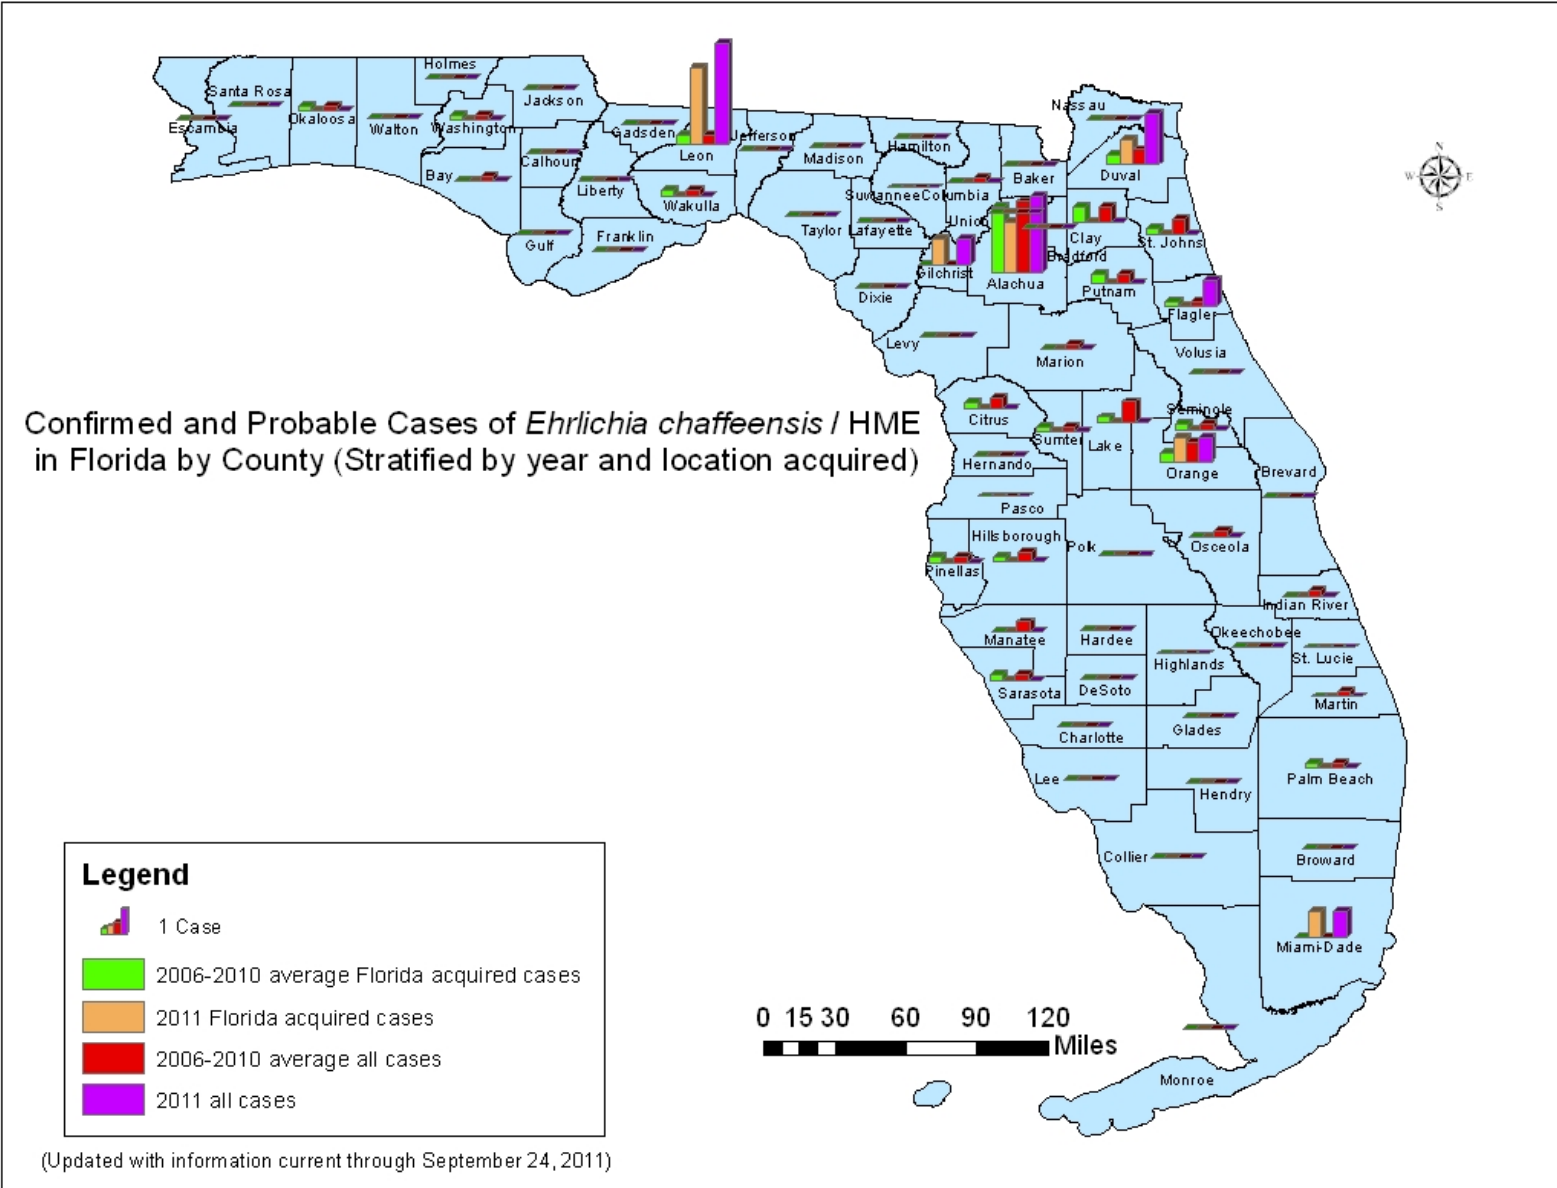 Holmes
Nassau
Santa Rosa
Jackson
Okaloosa
Escambia
Walton
Washington
Gadsden
Jefferson
Leon
Madison
Hamilton
Calhoun
Bay
Liberty
Wakulla
Baker
Duval
N
W
E
S
Suwannee
Columbia
Union
Taylor
Lafayette
Clay
St. Johns
Gulf
Franklin
Bradford
Gilchrist
Alachua
Dixie
Putnam
Flagler
Levy
Marion
Volusia
Confirmed and Probable Cases of Ehrlichia chaffeensis / HME
in Florida by County (Stratified by year and location acquired)
Citrus
Seminole
Sumter
Lake
Hernando
Orange
Brevard
Pasco
Hillsborough
Polk
Osceola
Pinellas
Indian River
Manatee
Hardee
Okeechobee
Highlands
St. Lucie
Sarasota
DeSoto
Martin
Charlotte
Glades
Lee
Hendry
Palm Beach
Collier
Broward
Miami-Dade
Monroe
Legend
1 Case
2006-2010 average Florida acquired cases
2011 Florida acquired cases
2006-2010 average all cases
2011 all cases
0 15 30 60 90 120
Miles
(Updated with information current through September 24, 2011)